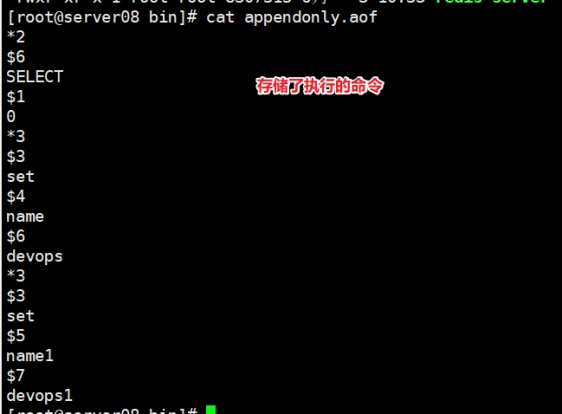 [root@server08 bin]# cat appendonly.aof
*2
$6
SELECT
存储了执行的命令
$1
0
*3
$3
set
$4
name
$6
devops
*3
$3
set
$5
name1
$7
devops1
[root@server08 bin]#